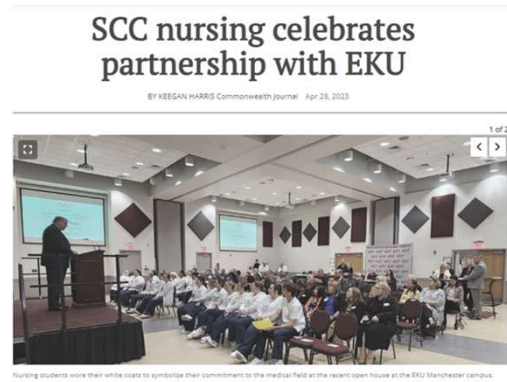 SCC nursing celebrates
partnership with EKU
BY KEEGAN HARRIS Commonwealth Journal Apr 28, 2023
1 of 2
Nursing students wore their white coats to symbolize their commitment to the medical field at the recent open house at the EKU Manchester campus.